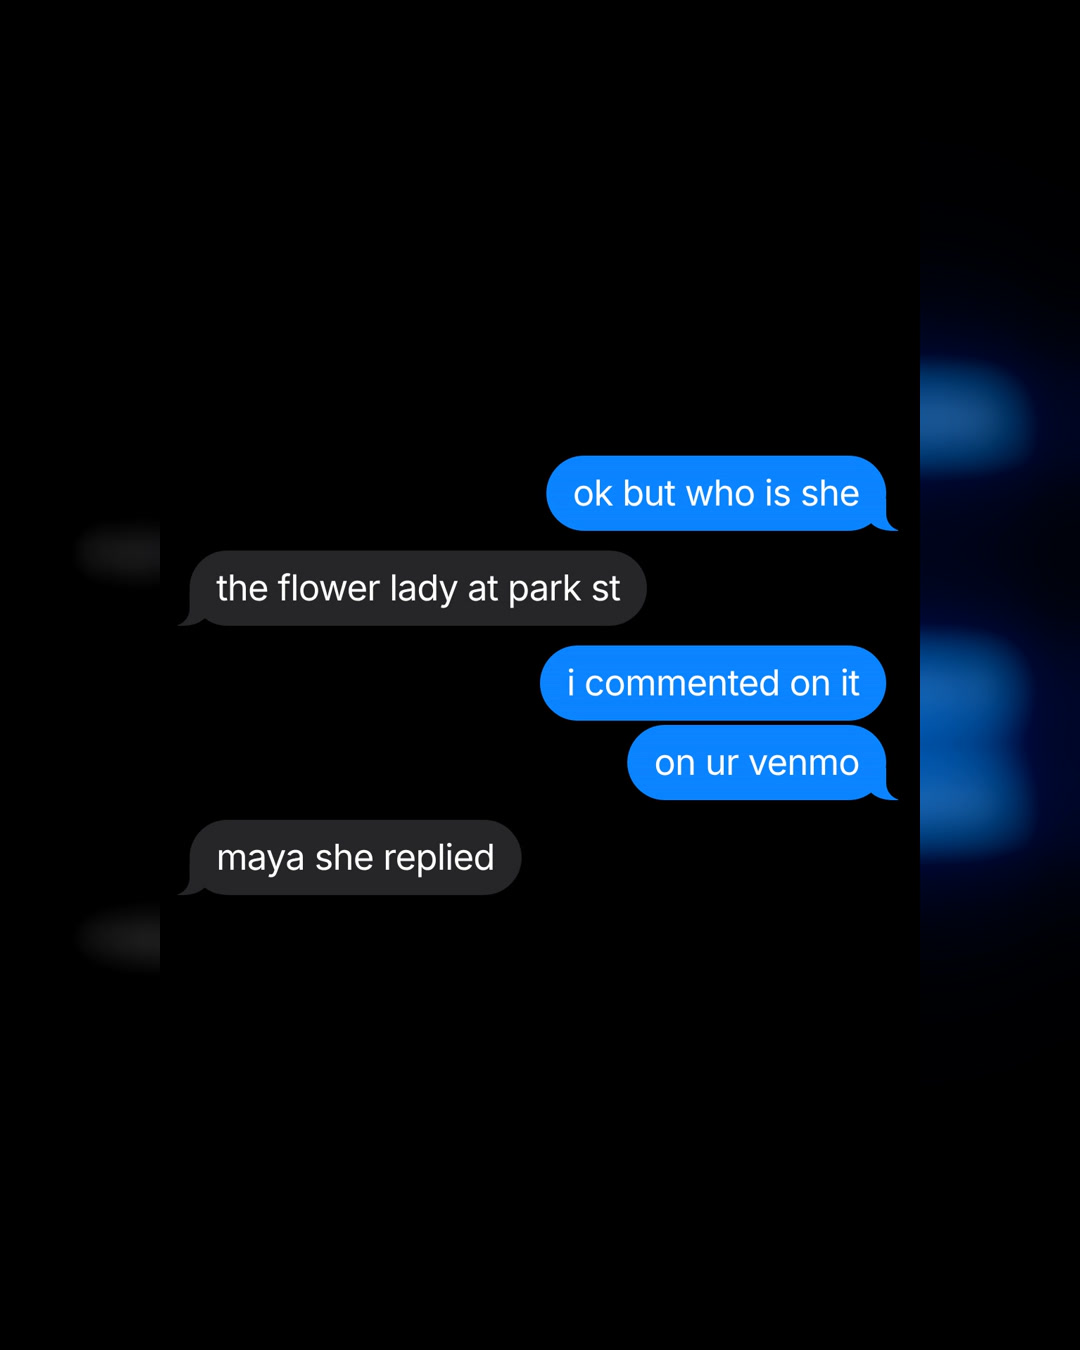 ok but who is she
the flower lady at park st
i commented on it
on ur venmo
maya she replied